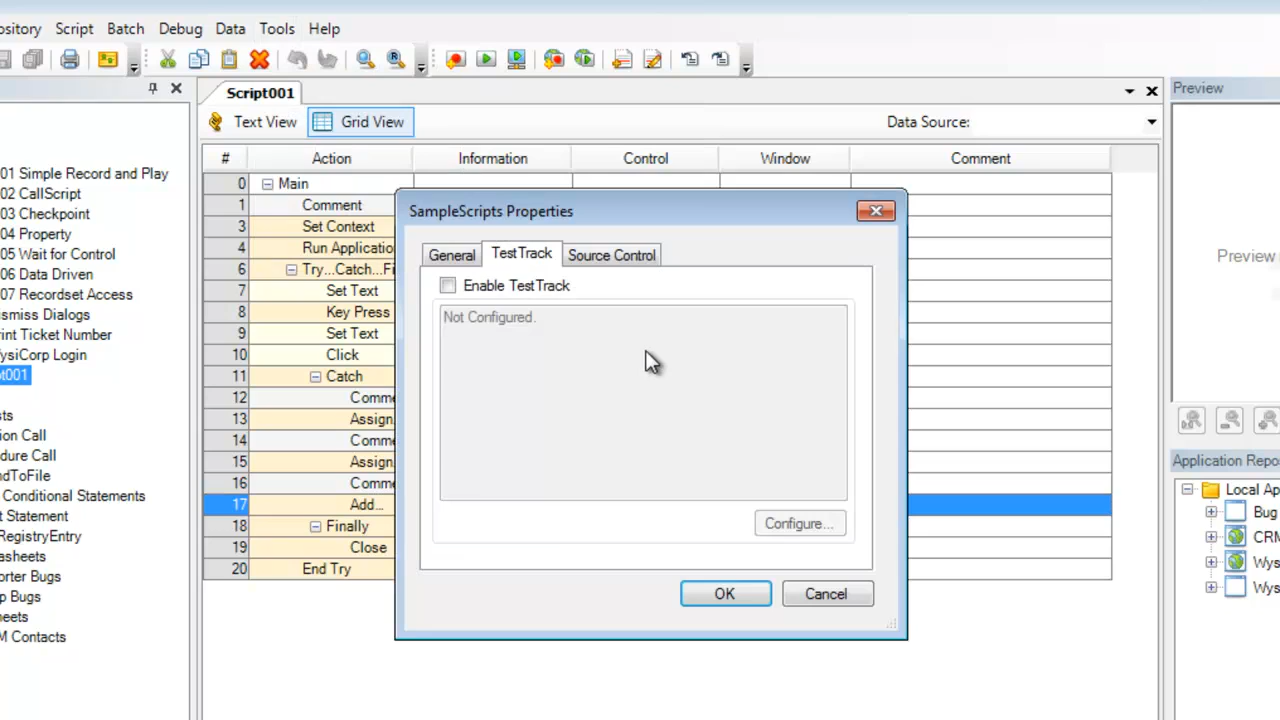 ository Script Batch Debug Data Tools Help
Script001
Preview
Text View Grid View Data Source:
# Action Information Control Window Comment
01 Simple Record and Play
02 CallScript
03 Checkpoint
04 Property
05 Wait for Control
06 Data Driven
07 Recordset Access
smiss Dialogs
int Ticket Number
ysiCorp Login
pt001
ts
ion Call
dure Call
ndToFile
Conditional Statements
t Statement
RegistryEntry
asheets
orter Bugs
p Bugs
heets
M Contacts
0 Main
1 Comment
3 Set Context
4 Run Applicatio
6 Try...Catch...Fi
7 Set Text
8 Key Press
9 Set Text
10 Click
11 Catch
12 Comme
13 Assign
14 Comme
15 Assign
16 Comme
17 Add...
18 Finally
19 Close
20 End Try
SampleScripts Properties
General TestTrack Source Control
Enable TestTrack
Not Configured.
Configure...
OK Cancel
Preview
Application Repo
Local Ap
Bug
CRM
Wys
Wys